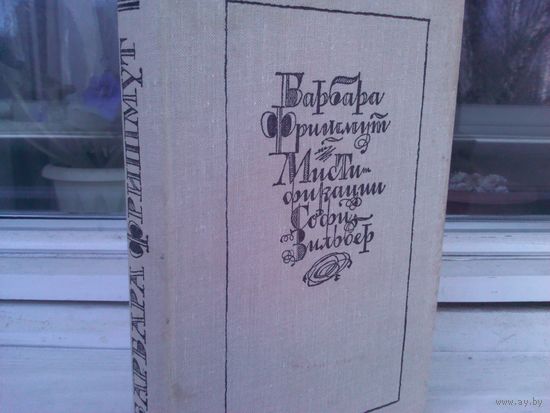 Барбара
Фришмут
Мисти-
фикации
Софи
Зильбер
БАРБАРА ФРИШМУТ
www.ay.by